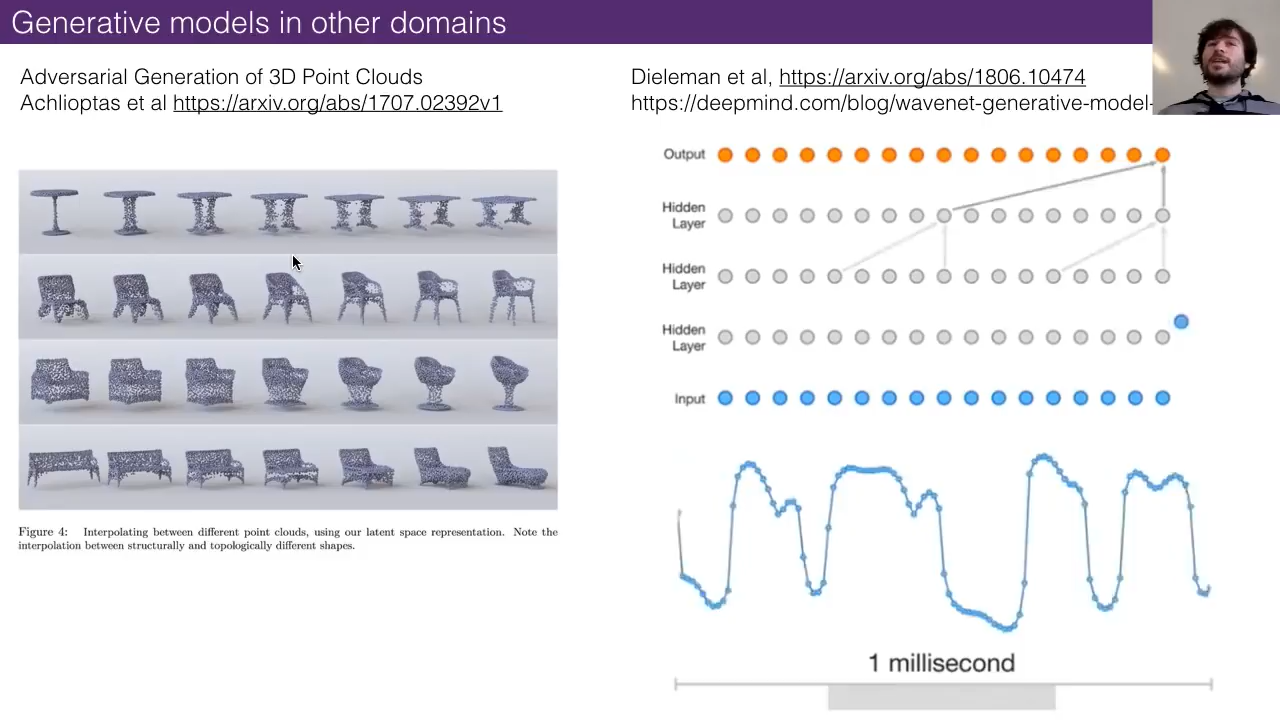 Generative models in other domains
Adversarial Generation of 3D Point Clouds
Achlioptas et al https://arxiv.org/abs/1707.02392v1
Figure 4: Interpolating between different point clouds, using our latent space representation. Note the
interpolation between structurally and topologically different shapes.
Dieleman et al, https://arxiv.org/abs/1806.10474
https://deepmind.com/blog/wavenet-generative-model-
Output
Hidden
Layer
Hidden
Layer
Hidden
Layer
Input
1 millisecond